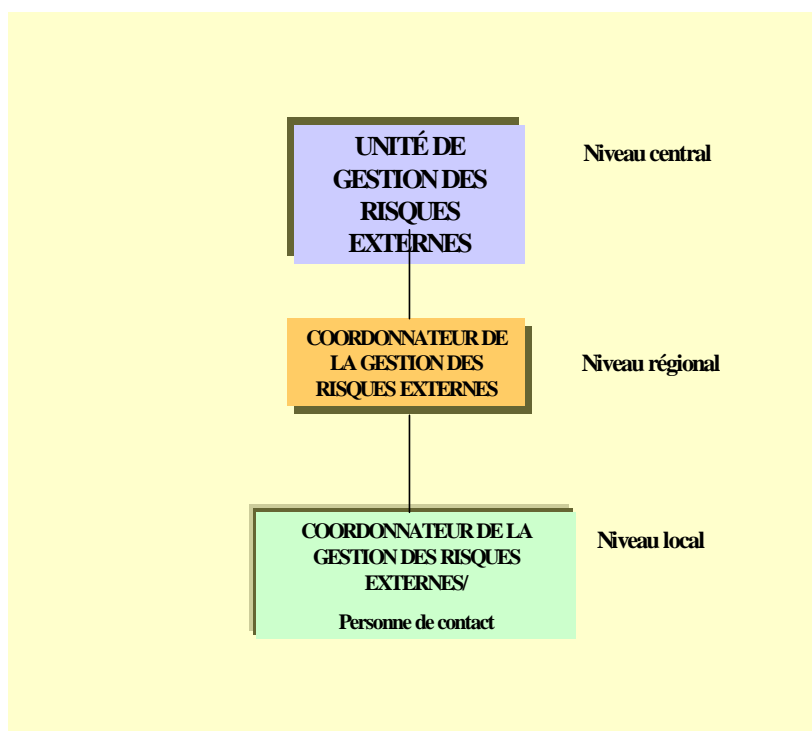 UNITÉ DE
GESTION DES
RISQUES
EXTERNES
Niveau central
COORDONNATEUR DE
LA GESTION DES
RISQUES EXTERNES
Niveau régional
COORDONNATEUR DE LA
GESTION DES RISQUES
EXTERNES/
Personne de contact
Niveau local